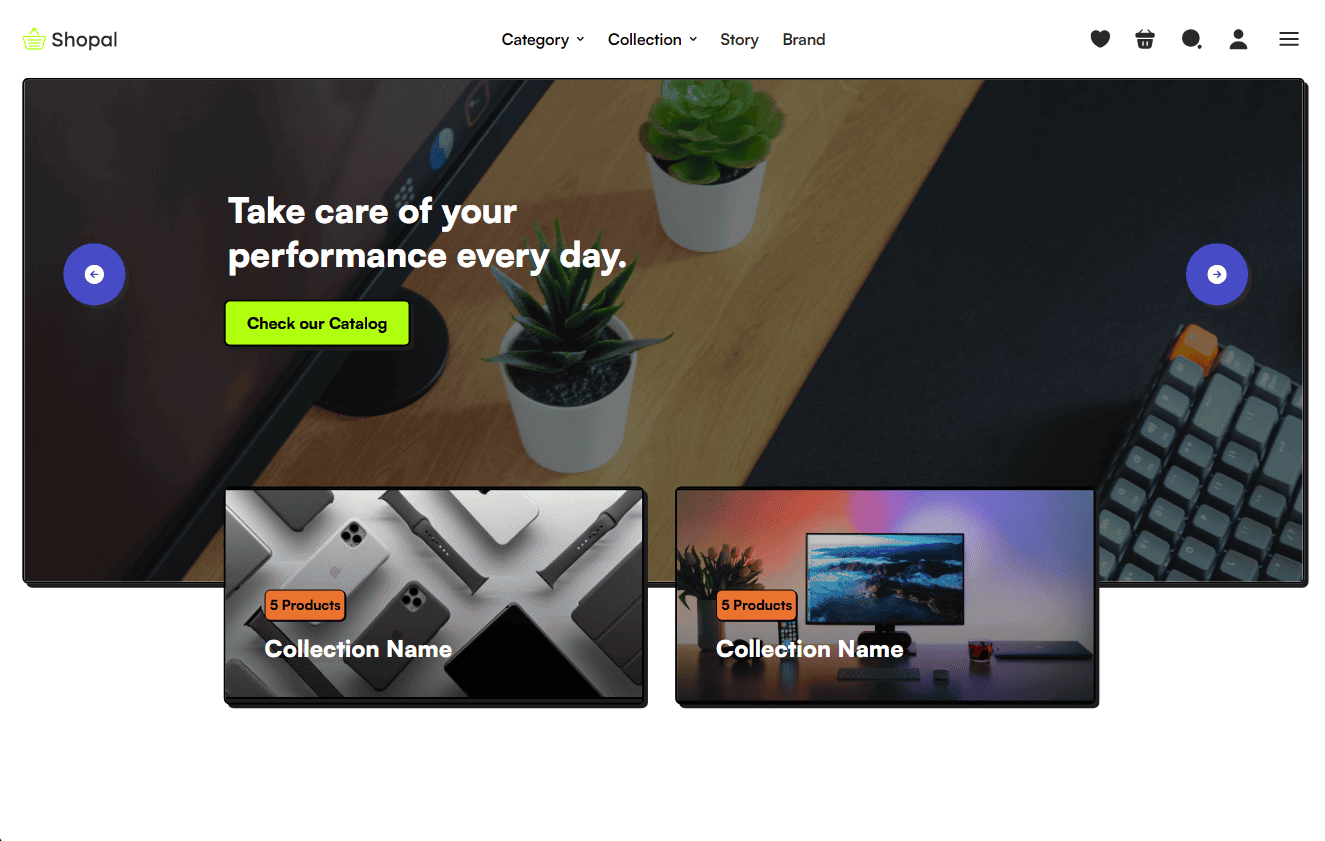 Shopal
Category
Collection
Story
Brand
Take care of your
performance every day.
Check our Catalog
5 Products
Collection Name
5 Products
Collection Name